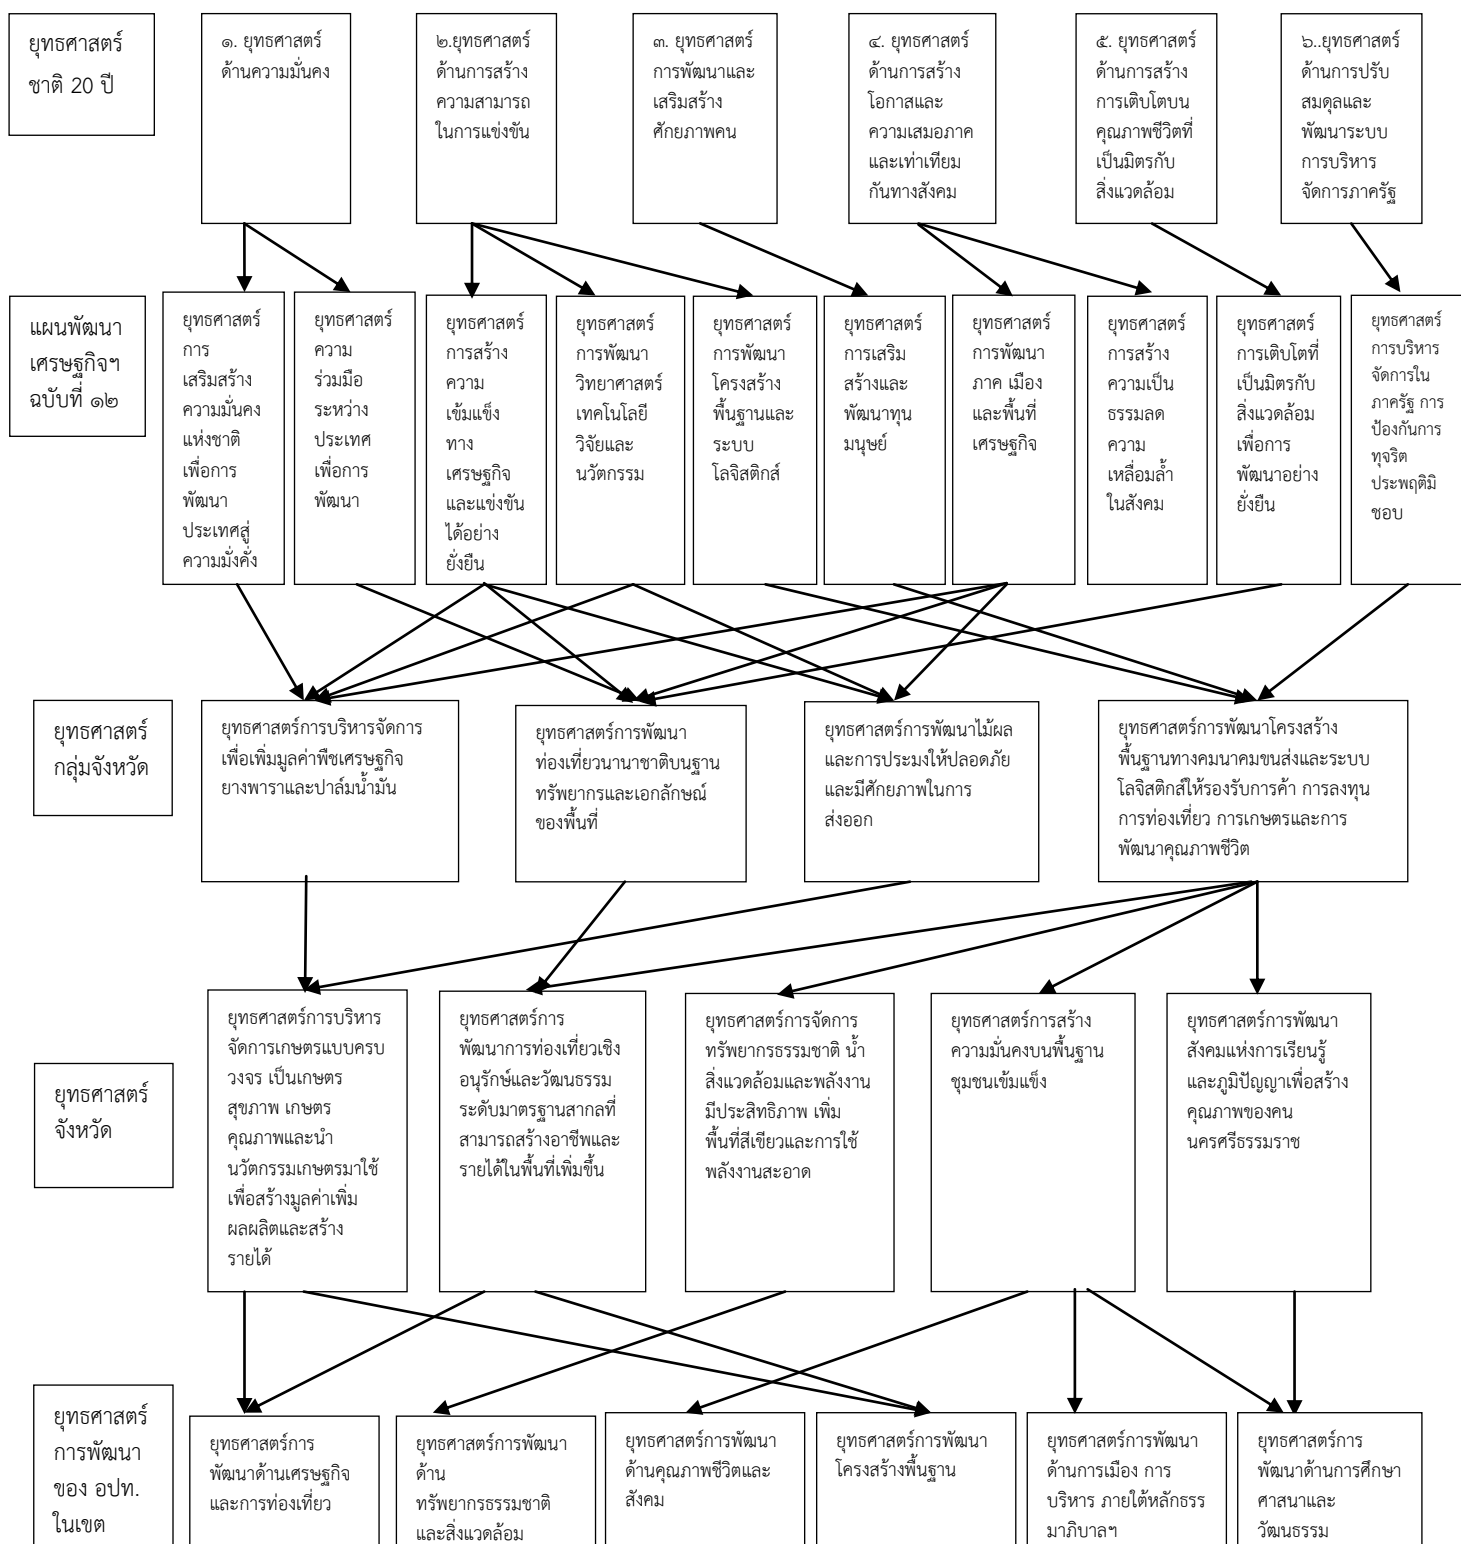 ยุทธศาสตร์
ชาติ 20 ปี
๑. ยุทธศาสตร์
ด้านความมั่นคง
๒.ยุทธศาสตร์
ด้านการสร้าง
ความสามารถ
ในการแข่งขัน
๓. ยุทธศาสตร์
การพัฒนาและ
เสริมสร้าง
ศักยภาพคน
๔. ยุทธศาสตร์
ด้านการสร้าง
โอกาสและ
ความเสมอภาค
และเท่าเทียม
กันทางสังคม
๕. ยุทธศาสตร์
ด้านการสร้าง
การเติบโตบน
คุณภาพชีวิตที่
เป็นมิตรกับ
สิ่งแวดล้อม
๖..ยุทธศาสตร์
ด้านการปรับ
สมดุลและ
พัฒนาระบบ
การบริหาร
จัดการภาครัฐ
แผนพัฒนา
เศรษฐกิจฯ
ฉบับที่ ๑๒
ยุทธศาสตร์
การ
เสริมสร้าง
ความมั่นคง
แห่งชาติ
เพื่อการ
พัฒนา
ประเทศสู่
ความมั่งคั่ง
ยุทธศาสตร์
ความ
ร่วมมือ
ระหว่าง
ประเทศ
เพื่อการ
พัฒนา
ยุทธศาสตร์
การสร้าง
ความ
เข้มแข็ง
ทาง
เศรษฐกิจ
และแข่งขัน
ได้อย่าง
ยั่งยืน
ยุทธศาสตร์
การพัฒนา
วิทยาศาสตร์
เทคโนโลยี
วิจัยและ
นวัตกรรม
ยุทธศาสตร์
การพัฒนา
โครงสร้าง
พื้นฐานและ
ระบบ
โลจิสติกส์
ยุทธศาสตร์
การเสริม
สร้างและ
พัฒนาทุน
มนุษย์
ยุทธศาสตร์
การพัฒนา
ภาค เมือง
และพื้นที่
เศรษฐกิจ
ยุทธศาสตร์
การสร้าง
ความเป็น
ธรรมลด
ความ
เหลื่อมล้ำ
ในสังคม
ยุทธศาสตร์
การเติบโตที่
เป็นมิตรกับ
สิ่งแวดล้อม
เพื่อการ
พัฒนาอย่าง
ยั่งยืน
ยุทธศาสตร์
การบริหาร
จัดการใน
ภาครัฐ การ
ป้องกันการ
ทุจริต
ประพฤติมิ
ชอบ
ยุทธศาสตร์
กลุ่มจังหวัด
ยุทธศาสตร์การบริหารจัดการ
เพื่อเพิ่มมูลค่าพืชเศรษฐกิจ
ยางพาราและปาล์มน้ำมัน
ยุทธศาสตร์การพัฒนา
ท่องเที่ยวนานาชาติบนฐาน
ทรัพยากรและเอกลักษณ์
ของพื้นที่
ยุทธศาสตร์การพัฒนาไม้ผล
และการประมงให้ปลอดภัย
และมีศักยภาพในการ
ส่งออก
ยุทธศาสตร์การพัฒนาโครงสร้าง
พื้นฐานทางคมนาคมขนส่งและระบบ
โลจิสติกส์ให้รองรับการค้า การลงทุน
การท่องเที่ยว การเกษตรและการ
พัฒนาคุณภาพชีวิต
ยุทธศาสตร์
จังหวัด
ยุทธศาสตร์การบริหาร
จัดการเกษตรแบบครบ
วงจร เป็นเกษตร
สุขภาพ เกษตร
คุณภาพและนำ
นวัตกรรมเกษตรมาใช้
เพื่อสร้างมูลค่าเพิ่ม
ผลผลิตและสร้าง
รายได้
ยุทธศาสตร์การ
พัฒนาการท่องเที่ยวเชิง
อนุรักษ์และวัฒนธรรม
ระดับมาตรฐานสากลที่
สามารถสร้างอาชีพและ
รายได้ในพื้นที่เพิ่มขึ้น
ยุทธศาสตร์การจัดการ
ทรัพยากรธรรมชาติ น้ำ
สิ่งแวดล้อมและพลังงาน
มีประสิทธิภาพ เพิ่ม
พื้นที่สีเขียวและการใช้
พลังงานสะอาด
ยุทธศาสตร์การสร้าง
ความมั่นคงบนพื้นฐาน
ชุมชนเข้มแข็ง
ยุทธศาสตร์การพัฒนา
สังคมแห่งการเรียนรู้
และภูมิปัญญาเพื่อสร้าง
คุณภาพของคน
นครศรีธรรมราช
ยุทธศาสตร์
การพัฒนา
ของ อปท.
ในเขต
ยุทธศาสตร์การ
พัฒนาด้านเศรษฐกิจ
และการท่องเที่ยว
ยุทธศาสตร์การพัฒนา
ด้าน
ทรัพยากรธรรมชาติ
และสิ่งแวดล้อม
ยุทธศาสตร์การพัฒนา
ด้านคุณภาพชีวิตและ
สังคม
ยุทธศาสตร์การพัฒนา
โครงสร้างพื้นฐาน
ยุทธศาสตร์การพัฒนา
ด้านการเมือง การ
บริหาร ภายใต้หลักธรร
มาภิบาลฯ
ยุทธศาสตร์การ
พัฒนาด้านการศึกษา
ศาสนาและ
วัฒนธรรม